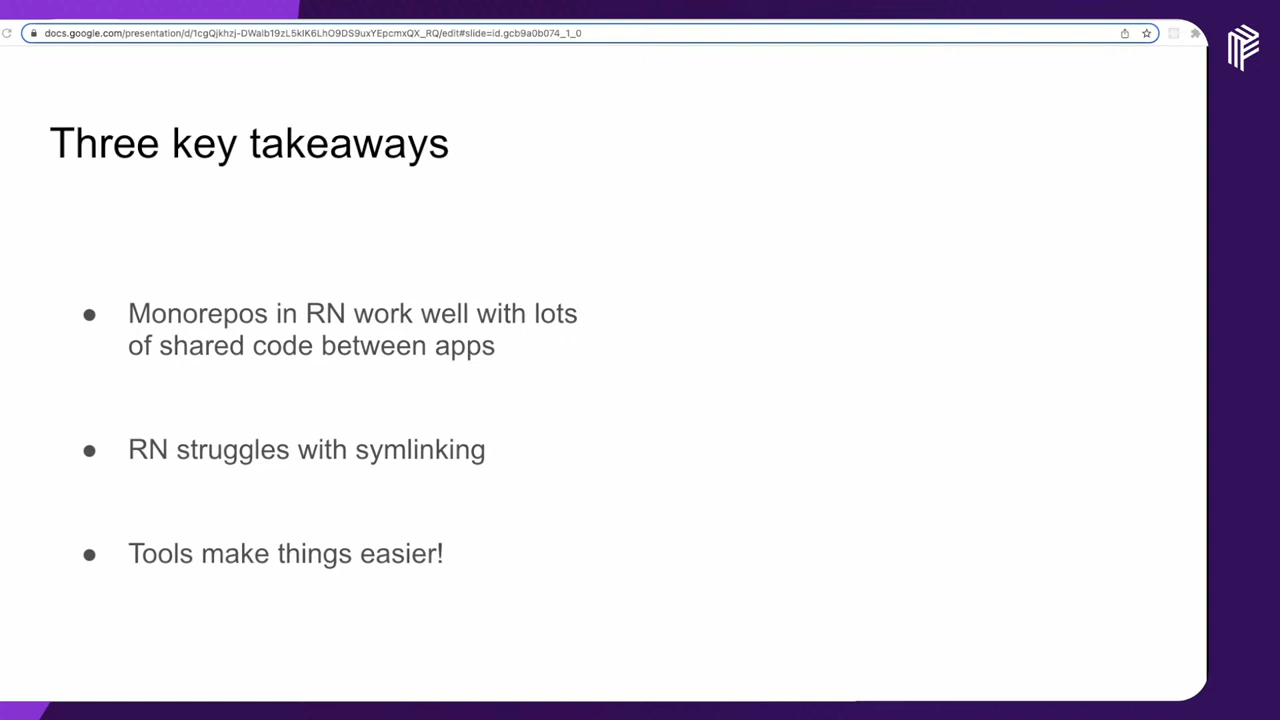 docs.google.com/presentation/d/1cgQjkhzj-DWalb19zL5kIK6LhO9DS9uxYEpcmxQX_RQ/edit#slide=id.gcb9a0b074_1_0
Three key takeaways
● Monorepos in RN work well with lots
of shared code between apps
● RN struggles with symlinking
● Tools make things easier!